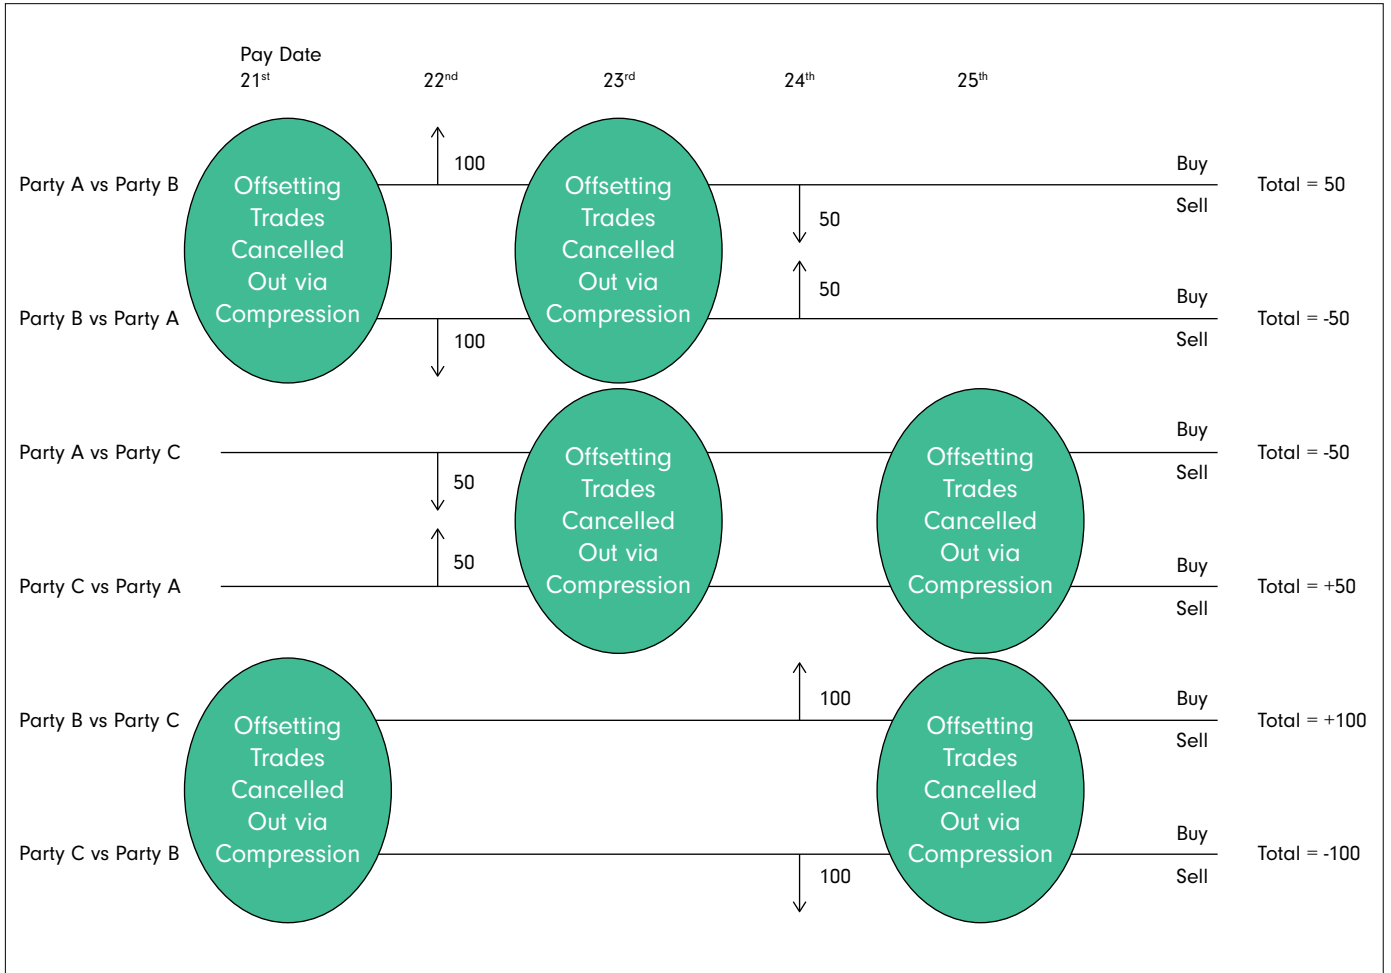 Pay Date
21st 22nd 23rd 24th 25th
Party A vs Party B
Offsetting
Trades
Cancelled
Out via
Compression
100
Offsetting
Trades
Cancelled
Out via
Compression
50
Buy
Sell
Total = 50
Party B vs Party A
100
50
Buy
Sell
Total = -50
Party A vs Party C
50
Offsetting
Trades
Cancelled
Out via
Compression
Offsetting
Trades
Cancelled
Out via
Compression
Buy
Sell
Total = -50
Party C vs Party A
50
Buy
Sell
Total = +50
Party B vs Party C
Offsetting
Trades
Cancelled
Out via
Compression
100
Offsetting
Trades
Cancelled
Out via
Compression
Buy
Sell
Total = +100
Party C vs Party B
100
Buy
Sell
Total = -100